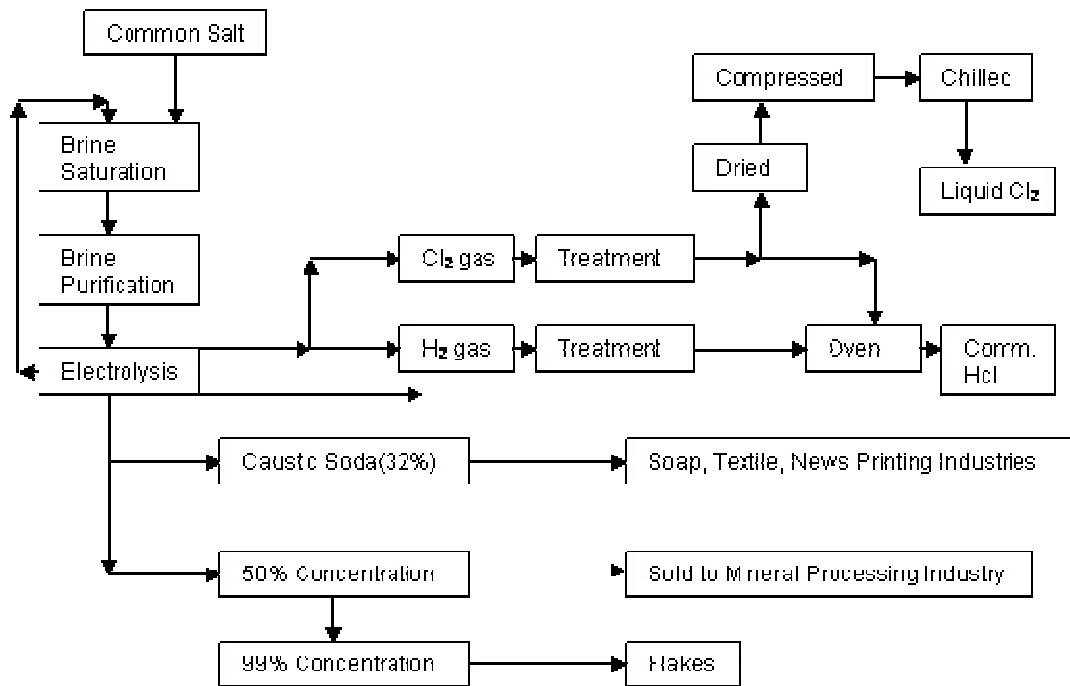 Common Salt
Compressed
Chilled
Brine
Saturation
Dried
Liquid Cl₂
Brine
Purification
Cl₂ gas
Treatment
H₂ gas
Treatment
Oven
Comm.
Hcl
Electrolysis
Caustc Soda(32%)
Soap, Textile, News Printing Industries
50% Concentration
Sold to Mineral Processing Industry
99% Concentration
Flakes